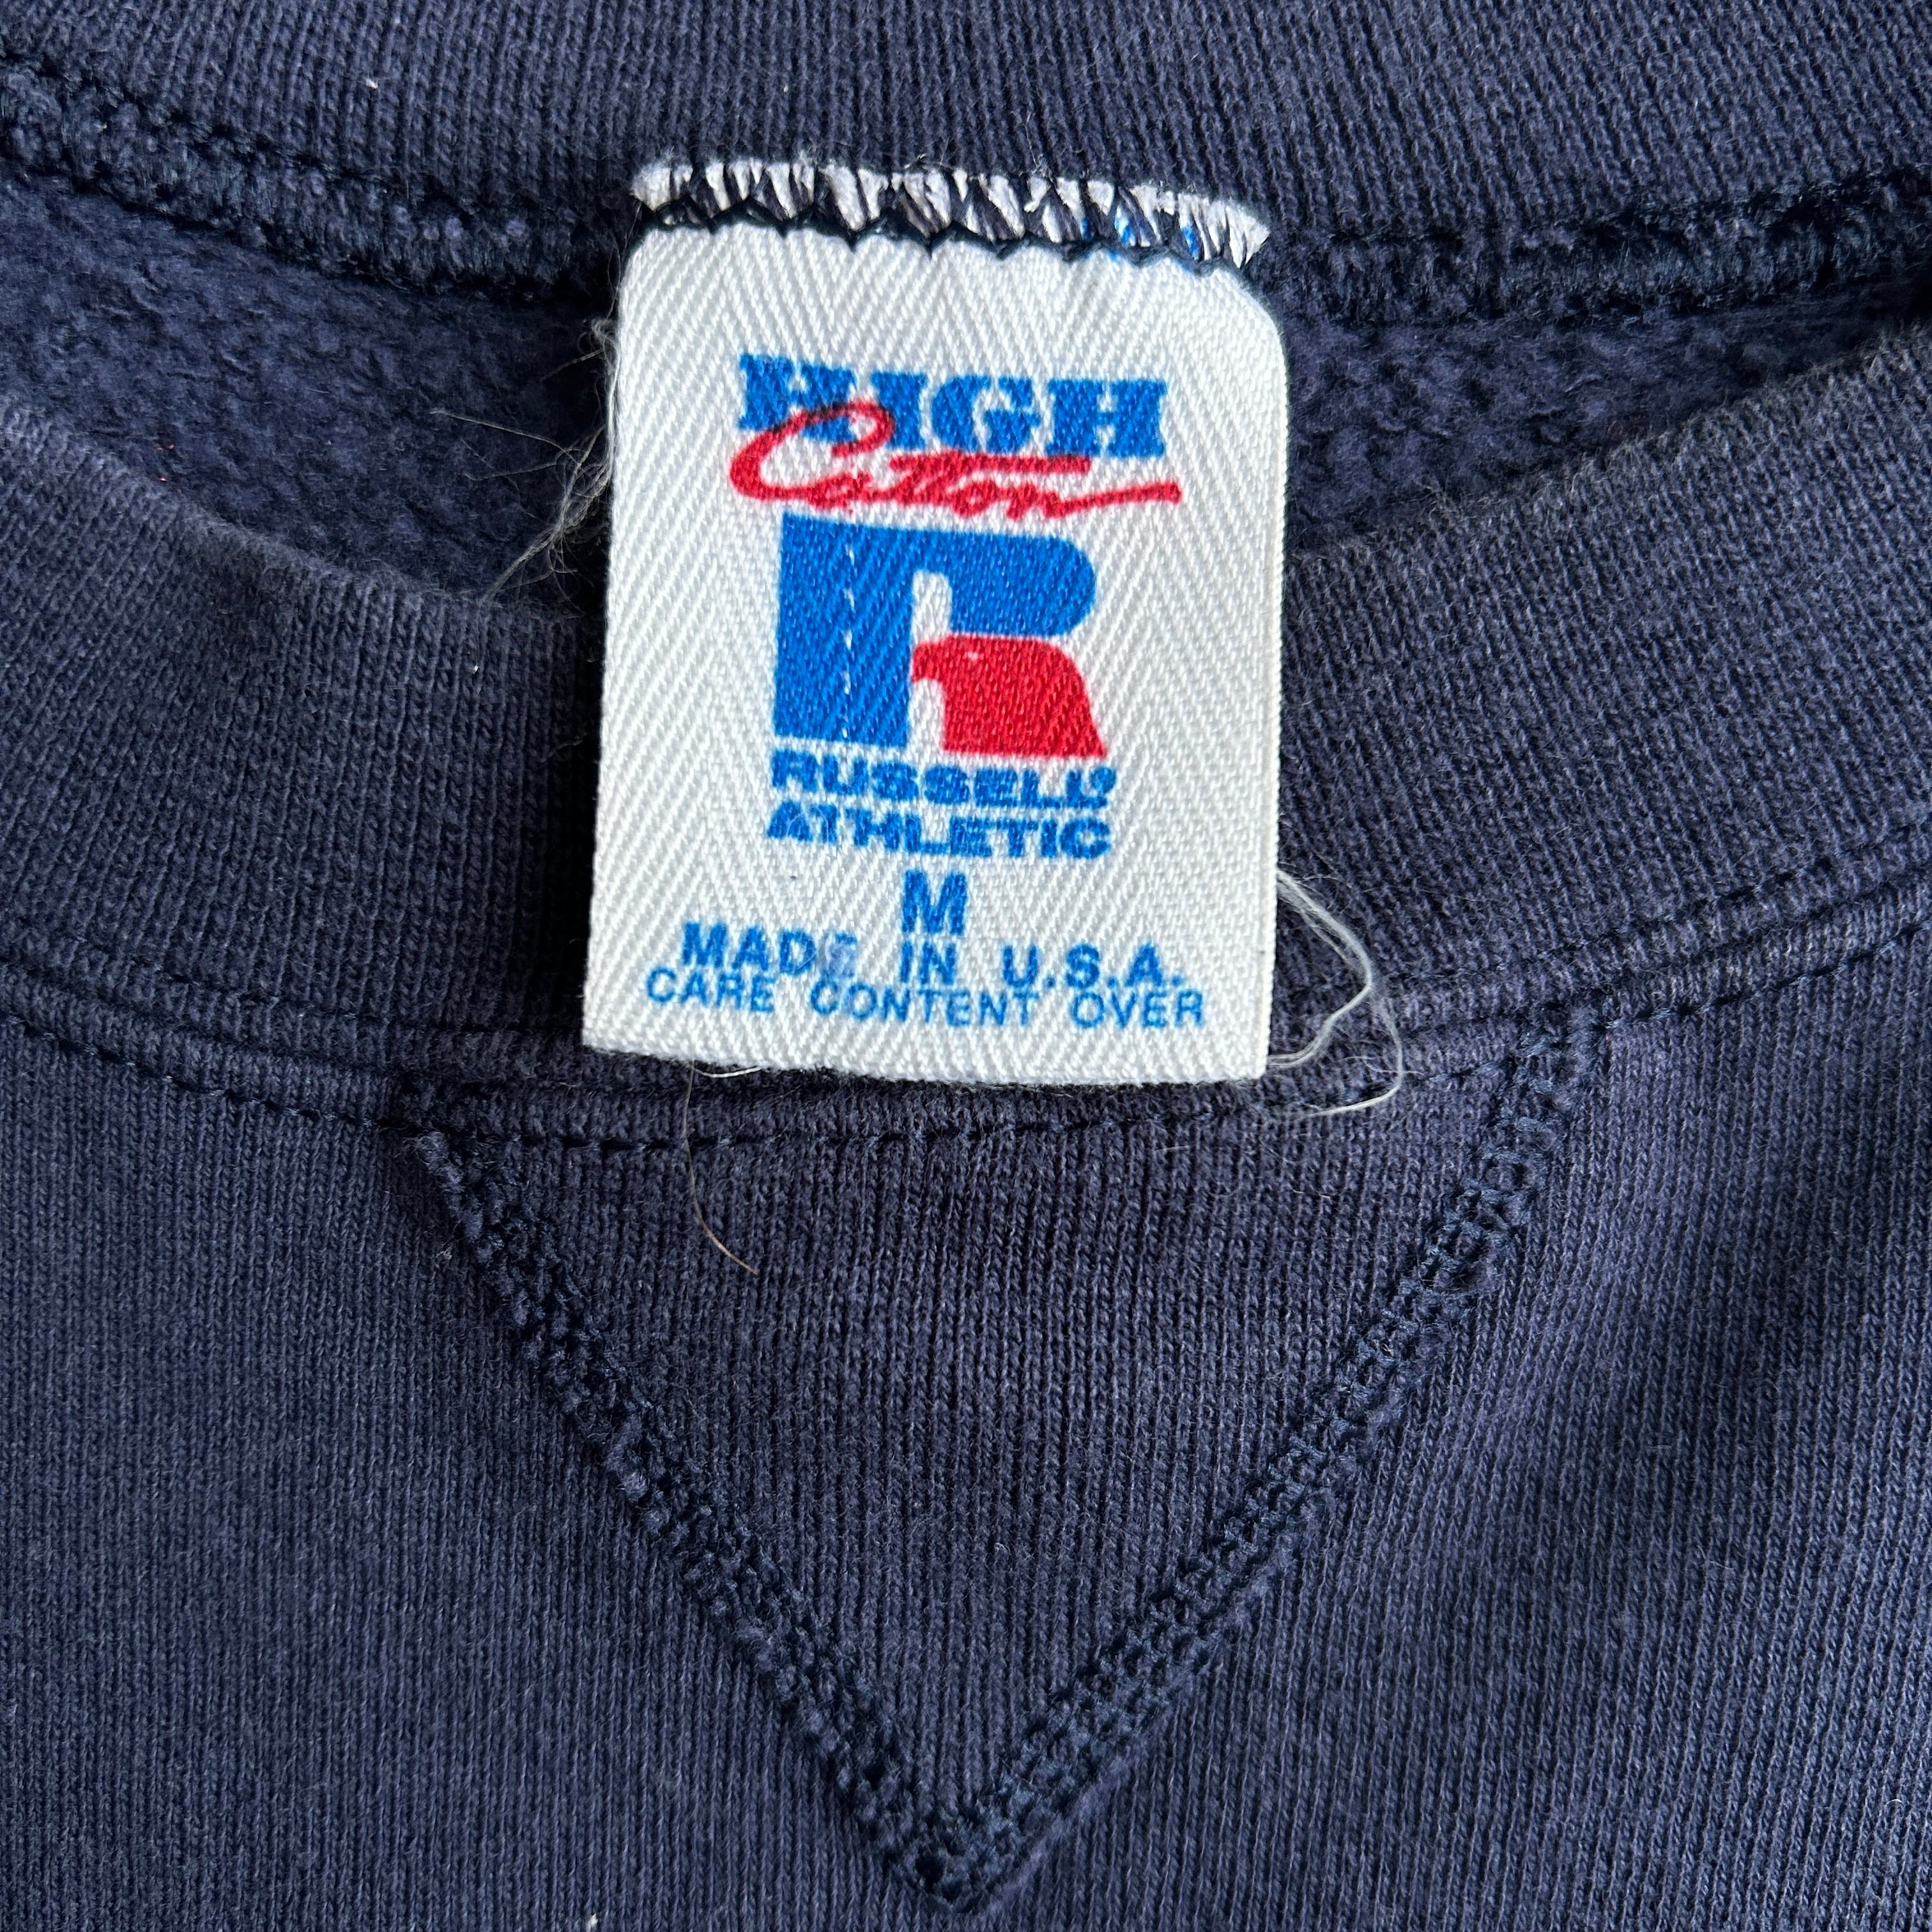 HIGH
Cotton
R
RUSSELL®
ATHLETIC
M
MADE IN U.S.A.
CARE CONTENT OVER